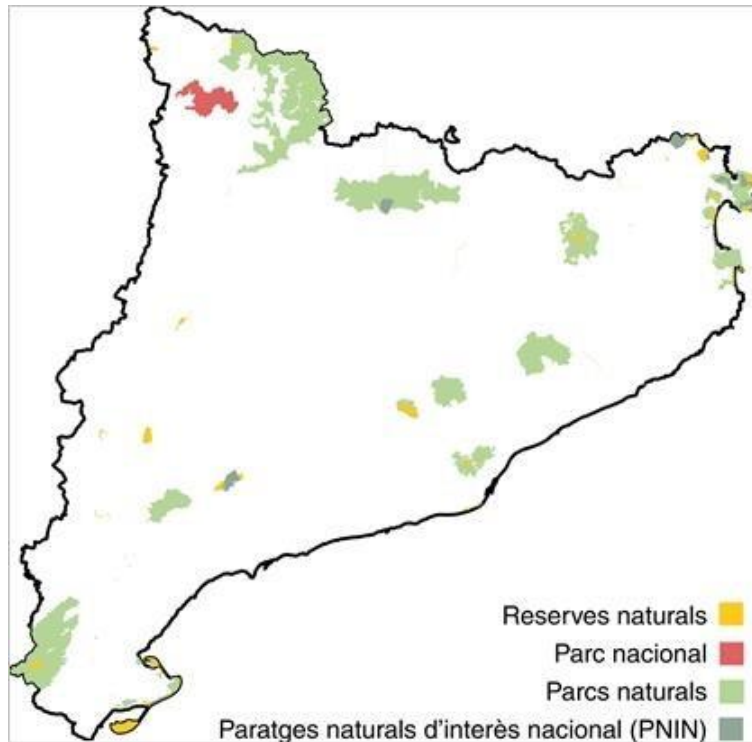 Reserves naturals
Parc nacional
Parcs naturals
Paratges naturals d'interès nacional (PNIN)